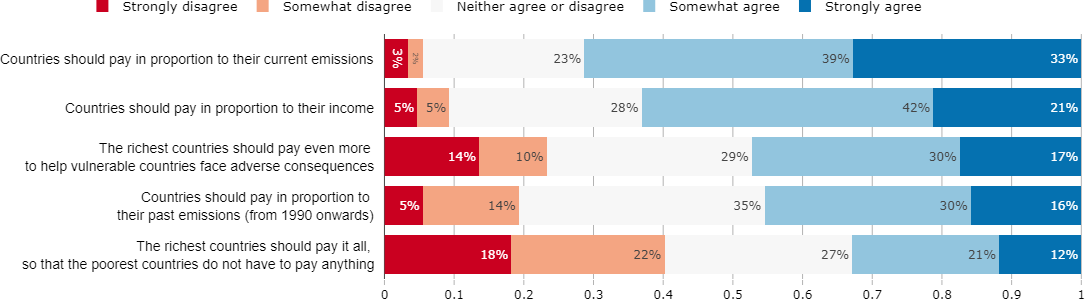 Strongly disagree Somewhat disagree Neither agree or disagree Somewhat agree Strongly agree
Countries should pay in proportion to their current emissions 3% 2% 23% 39% 33%
Countries should pay in proportion to their income 5% 5% 28% 42% 21%
The richest countries should pay even more
to help vulnerable countries face adverse consequences 14% 10% 29% 30% 17%
Countries should pay in proportion to
their past emissions (from 1990 onwards) 5% 14% 35% 30% 16%
The richest countries should pay it all,
so that the poorest countries do not have to pay anything 18% 22% 27% 21% 12%
0 0.1 0.2 0.3 0.4 0.5 0.6 0.7 0.8 0.9 1